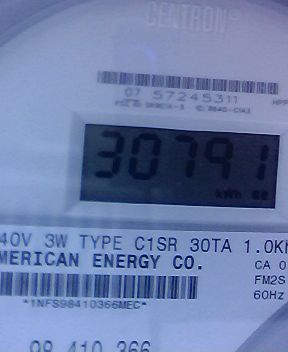 CENTRON®
07 57245311
30791
kWh
40V 3W TYPE C1SR 30TA 1.0K
MERICAN ENERGY CO.
CA 0
FM2S
60Hz
*1NFS98410366MEC*
98 410 366